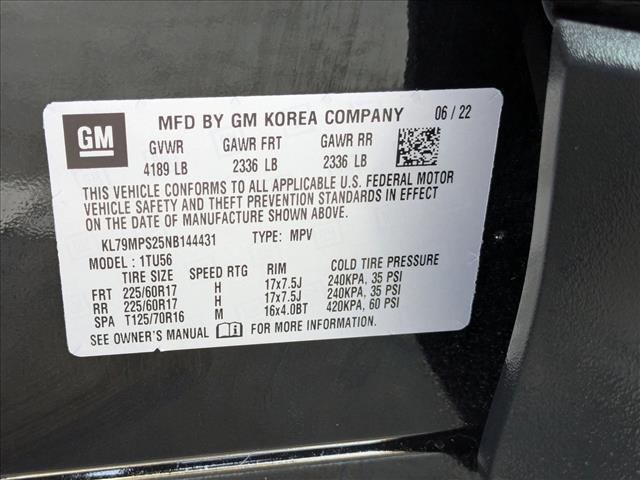 GM
MFD BY GM KOREA COMPANY 06 / 22
GVWR GAWR FRT GAWR RR
4189 LB 2336 LB 2336 LB
THIS VEHICLE CONFORMS TO ALL APPLICABLE U.S. FEDERAL MOTOR
VEHICLE SAFETY AND THEFT PREVENTION STANDARDS IN EFFECT
ON THE DATE OF MANUFACTURE SHOWN ABOVE.
KL79MPS25NB144431 TYPE: MPV
MODEL : 1TU56
TIRE SIZE SPEED RTG RIM COLD TIRE PRESSURE
FRT 225/60R17 H 17x7.5J 240KPA, 35 PSI
RR 225/60R17 H 17x7.5J 240KPA, 35 PSI
SPA T125/70R16 M 16x4.0BT 420KPA, 60 PSI
SEE OWNER'S MANUAL FOR MORE INFORMATION.